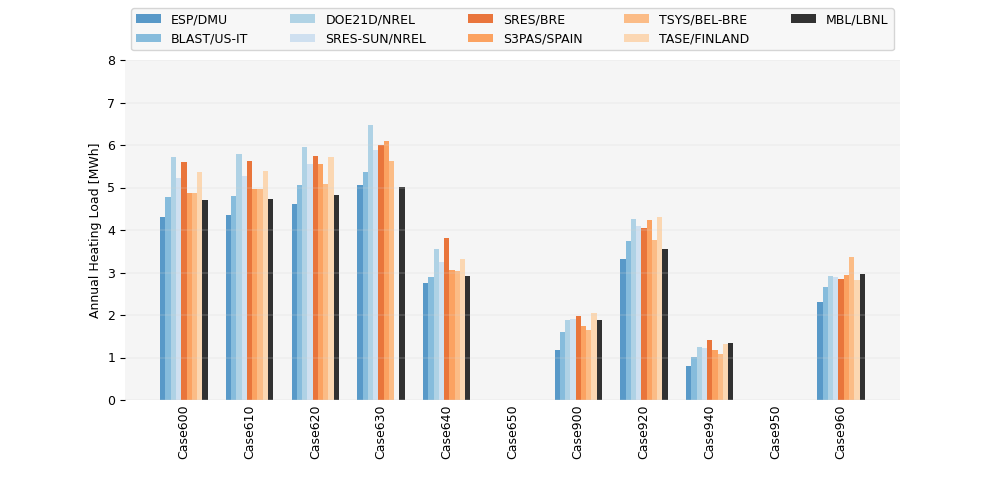 ESP/DMU DOE21D/NREL SRES/BRE TSYS/BEL-BRE MBL/LBNL
BLAST/US-IT SRES-SUN/NREL S3PAS/SPAIN TASE/FINLAND
8
7
6
5
4
3
2
1
0
Annual Heating Load [MWh]
Case600
Case610
Case620
Case630
Case640
Case650
Case900
Case920
Case940
Case950
Case960